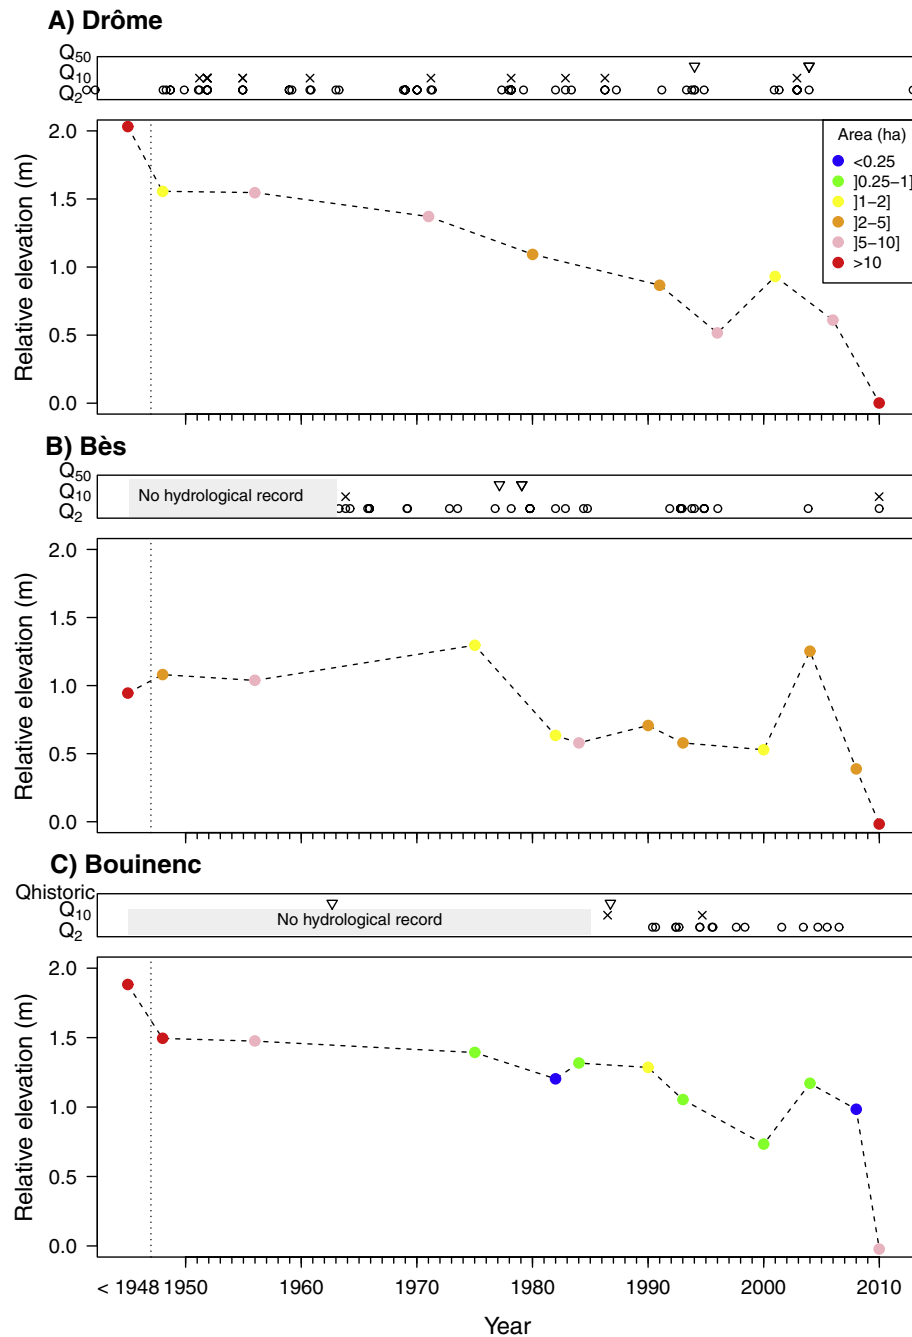 A) Drôme
Q50
Q10
Q2
Relative elevation (m)
2.0
1.5
1.0
0.5
0.0
Area (ha)
<0.25
]0.25−1]
]1−2]
]2−5]
]5−10]
>10
B) Bès
Q50
Q10
Q2
No hydrological record
Relative elevation (m)
2.0
1.5
1.0
0.5
0.0
C) Bouinenc
Qhistoric
Q10
Q2
No hydrological record
Relative elevation (m)
2.0
1.5
1.0
0.5
0.0
< 1948 1950 1960 1970 1980 1990 2000 2010
Year